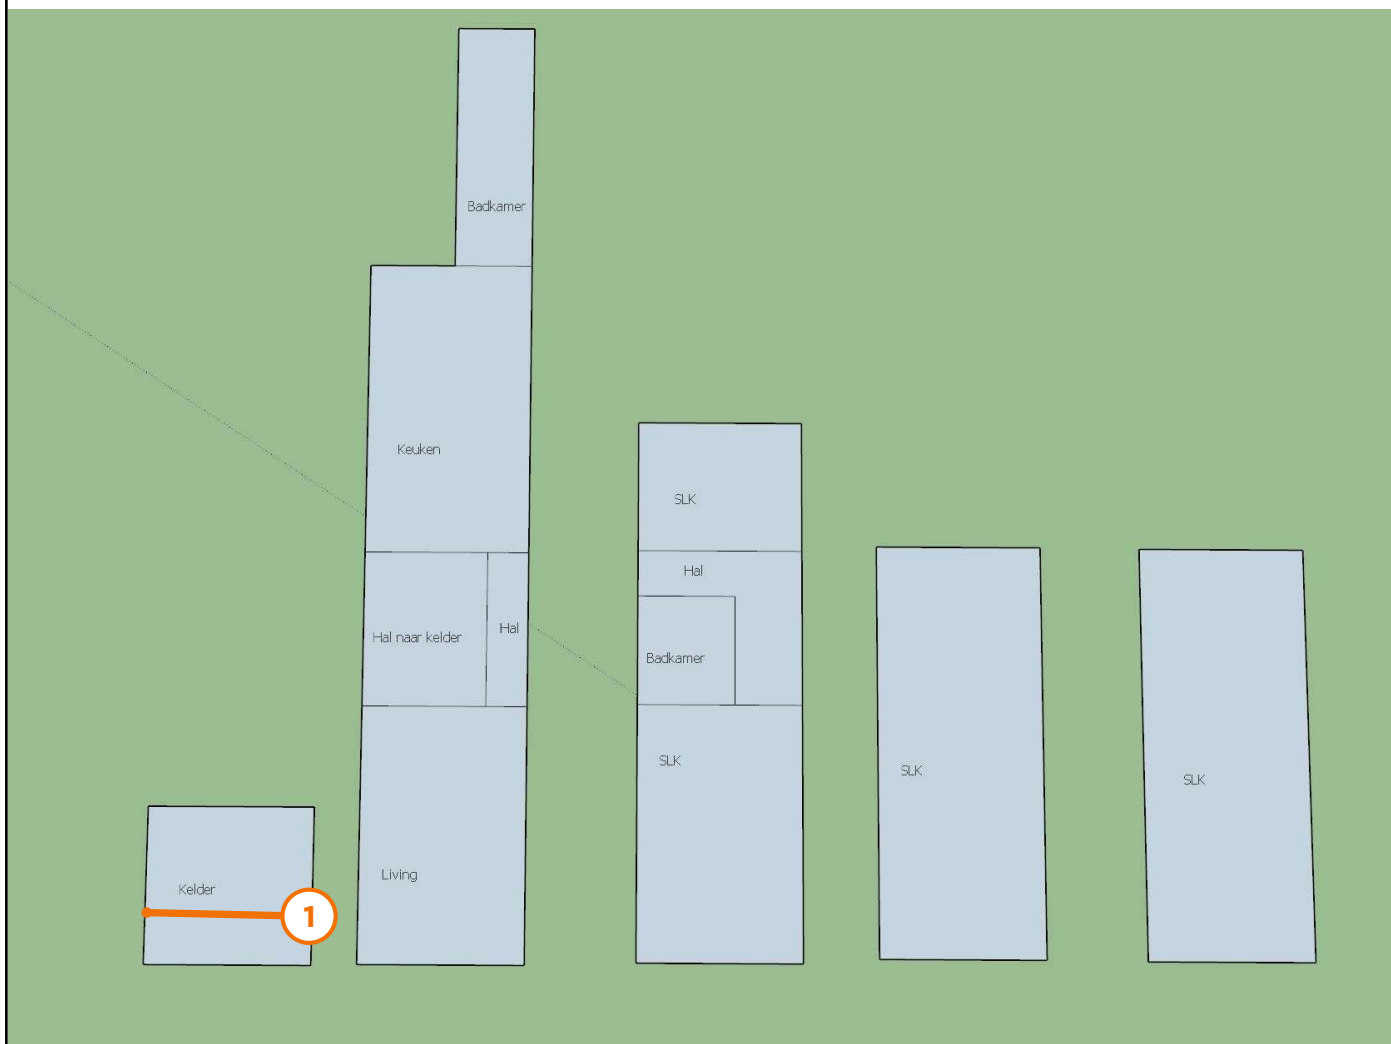 Badkamer
Keuken
SLK
Hal
Hal naar kelder
Hal
Badkamer
SLK
SLK
SLK
Living
Kelder
1